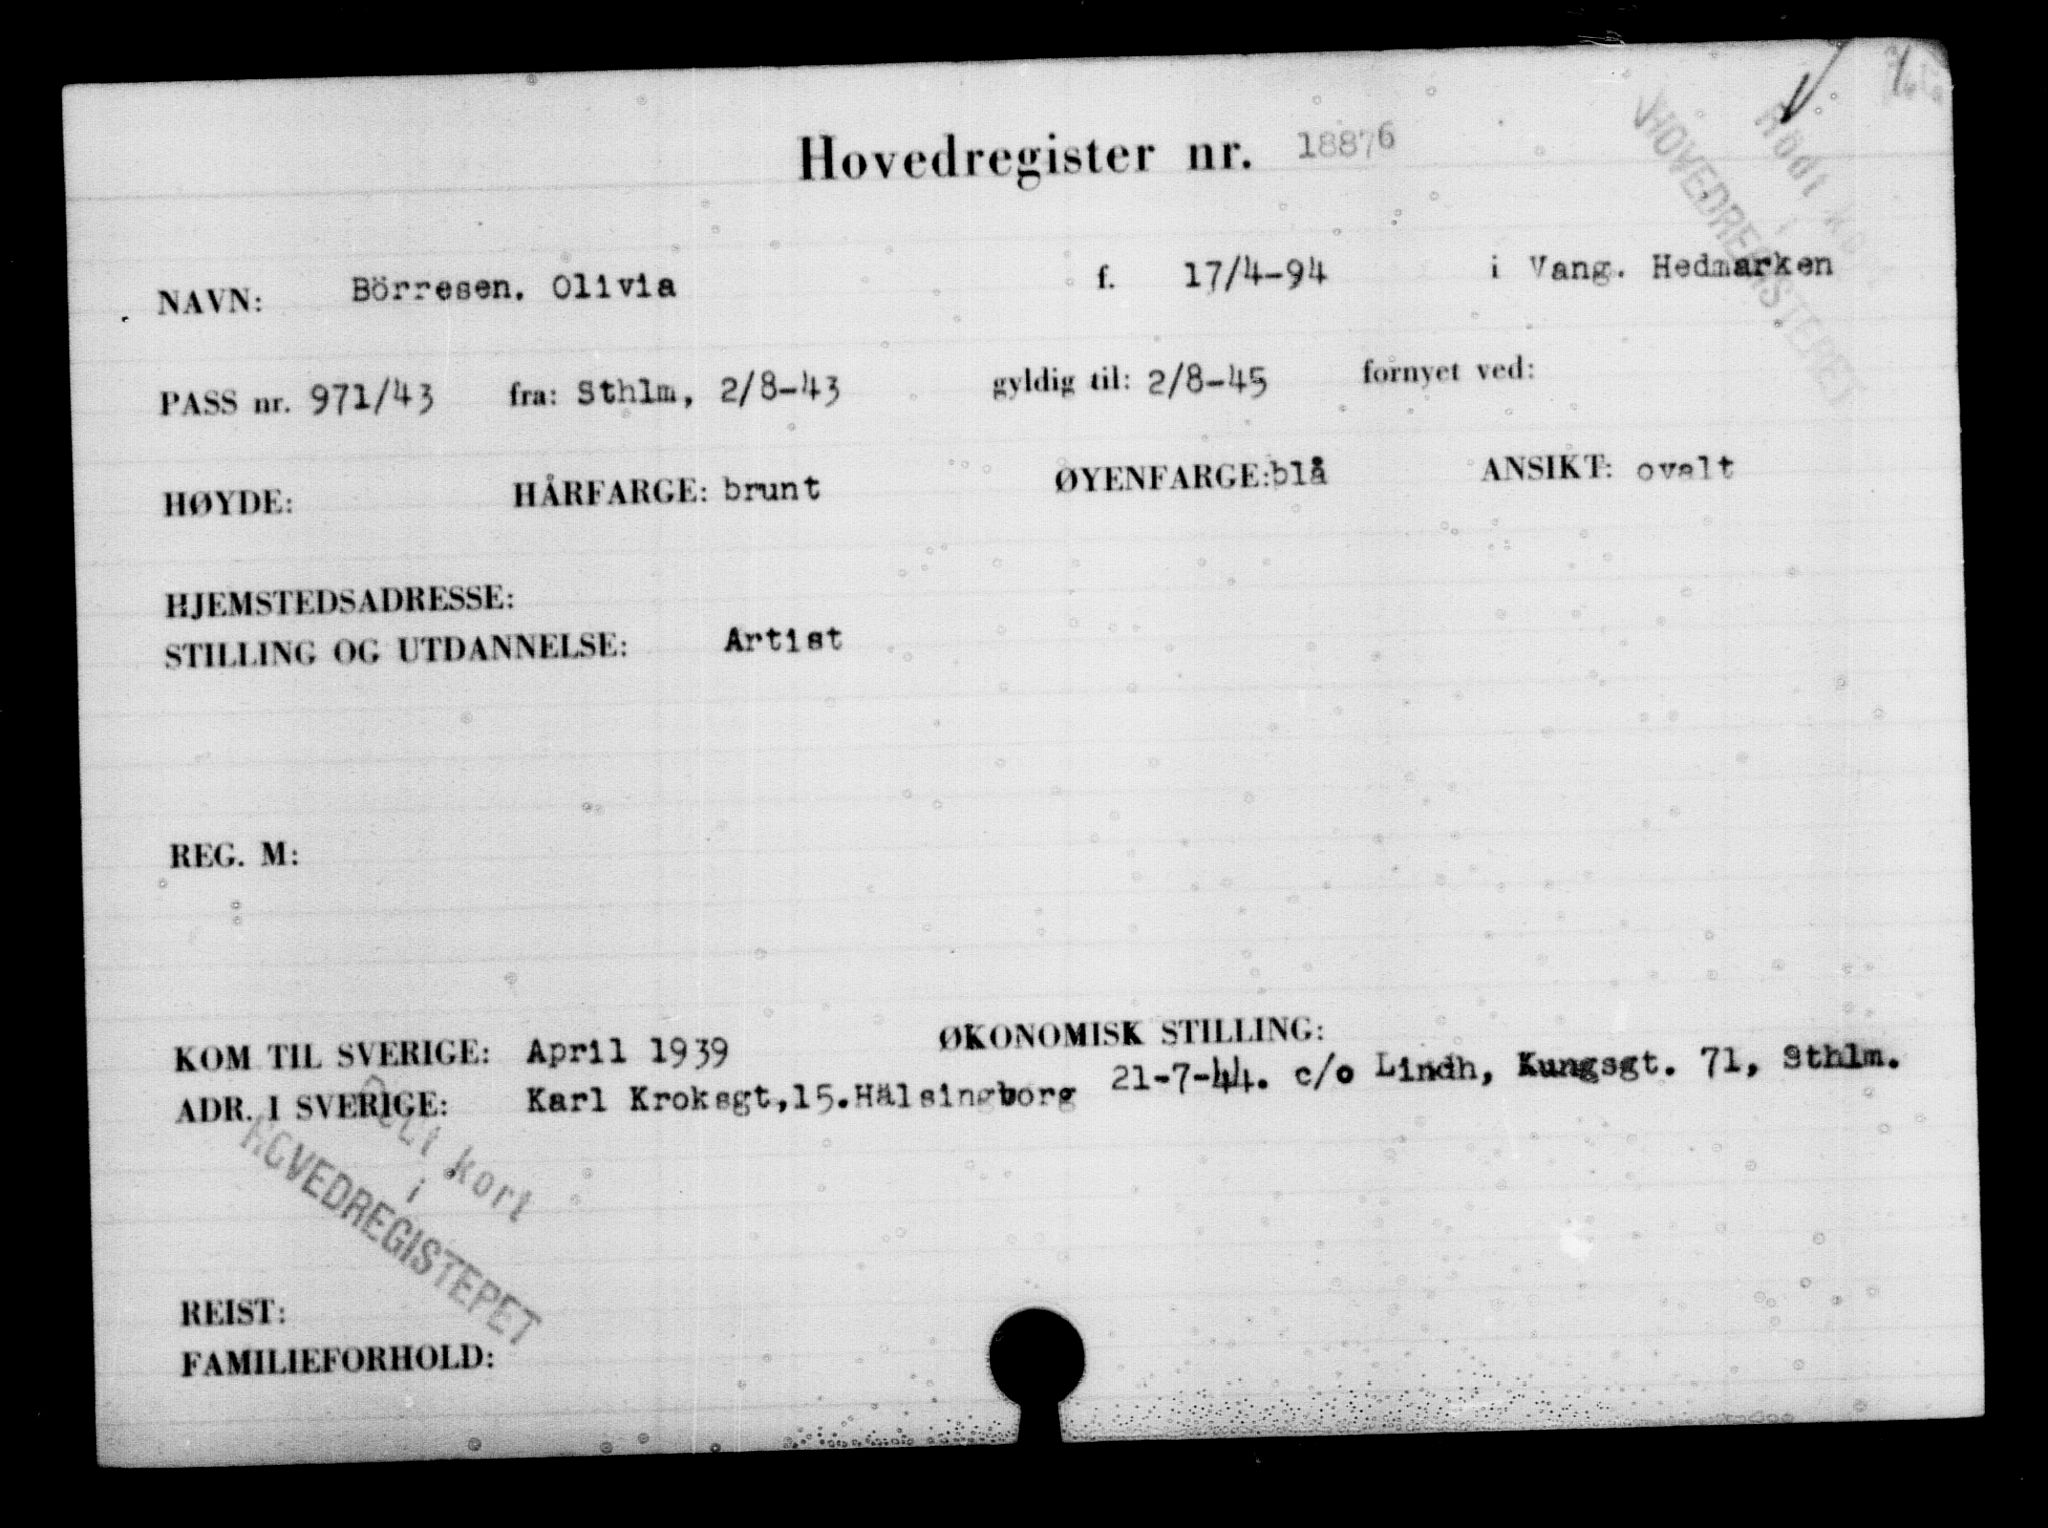 Hovedregister nr. 18876
Rödt
i
HOVEDREGISTERET
NAVN: Börresen. Olivia f. 17/4-94 i Vang. Hedmarken
PASS nr. 971/43 fra: Sthlm, 2/8-43 gyldig til: 2/8-45 fornyet ved:
HØYDE: HÅRFARGE: brunt ØYENFARGE: blå ANSIKT: ovalt
HJEMSTEDSADRESSE:
STILLING OG UTDANNELSE: Artist
REG. M:
KOM TIL SVERIGE: April 1939 ØKONOMISK STILLING:
ADR. I SVERIGE: Karl Kroksgt,15.Hälsingborg 21-7-44. c/o Lindh, Kungsgt. 71, Sthlm.
kort
i
HOVEDREGISTERET
REIST:
FAMILIEFORHOLD: